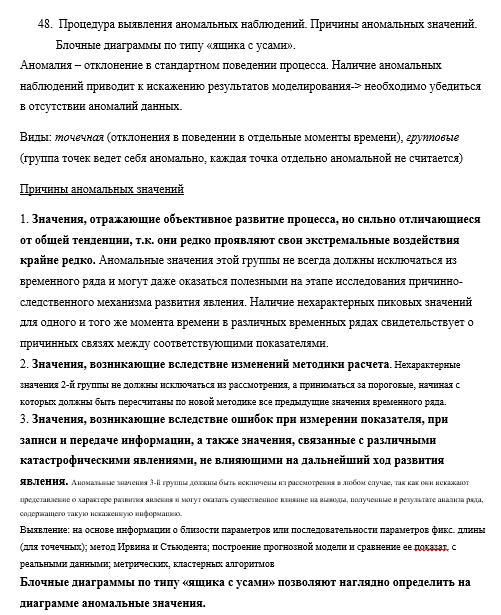 48. Процедура выявления аномальных наблюдений. Причины аномальных значений.
Блочные диаграммы по типу «ящика с усами».
Аномалия – отклонение в стандартном поведении процесса. Наличие аномальных
наблюдений приводит к искажению результатов моделирования-> необходимо убедиться
в отсутствии аномалий данных.
Виды: точечная (отклонения в поведении в отдельные моменты времени), групповые
(группа точек ведет себя аномально, каждая точка отдельно аномальной не считается)
Причины аномальных значений
1. Значения, отражающие объективное развитие процесса, но сильно отличающиеся
от общей тенденции, т.к. они редко проявляют свои экстремальные воздействия
крайне редко. Аномальные значения этой группы не всегда должны исключаться из
временного ряда и могут даже оказаться полезными на этапе исследования причинно-
следственного механизма развития явления. Наличие нехарактерных пиковых значений
для одного и того же момента времени в различных временных рядах свидетельствует о
причинных связях между соответствующими показателями.
2. Значения, возникающие вследствие изменений методики расчета. Нехарактерные
значения 2-й группы не должны исключаться из рассмотрения, а приниматься за пороговые, начиная с
которых должны быть пересчитаны по новой методике все предыдущие значения временного ряда.
3. Значения, возникающие вследствие ошибок при измерении показателя, при
записи и передаче информации, а также значения, связанные с различными
катастрофическими явлениями, не влияющими на дальнейший ход развития
явления. Аномальные значения 3-й группы должны быть исключены из рассмотрения в любом случае, так как они искажают
представление о характере развития явления и могут оказать существенное влияние на выводы, полученные в результате анализа ряда,
содержащего такую искаженную информацию.
Выявление: на основе информации о близости параметров или последовательности параметров фикс. длины
(для точечных); метод Ирвина и Стьюдента; построение прогнозной модели и сравнение ее показат, с
реальными данными; метрических, кластерных алгоритмов
Блочные диаграммы по типу «ящика с усами» позволяют наглядно определить на
диаграмме аномальные значения.